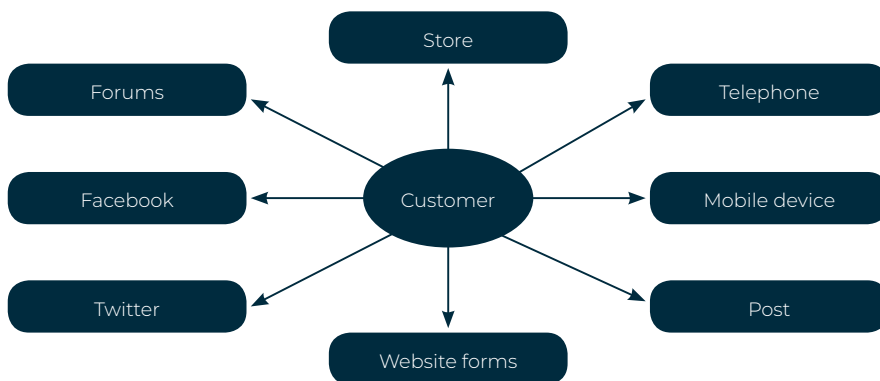 Store
Forums
Telephone
Facebook
Customer
Mobile device
Twitter
Post
Website forms